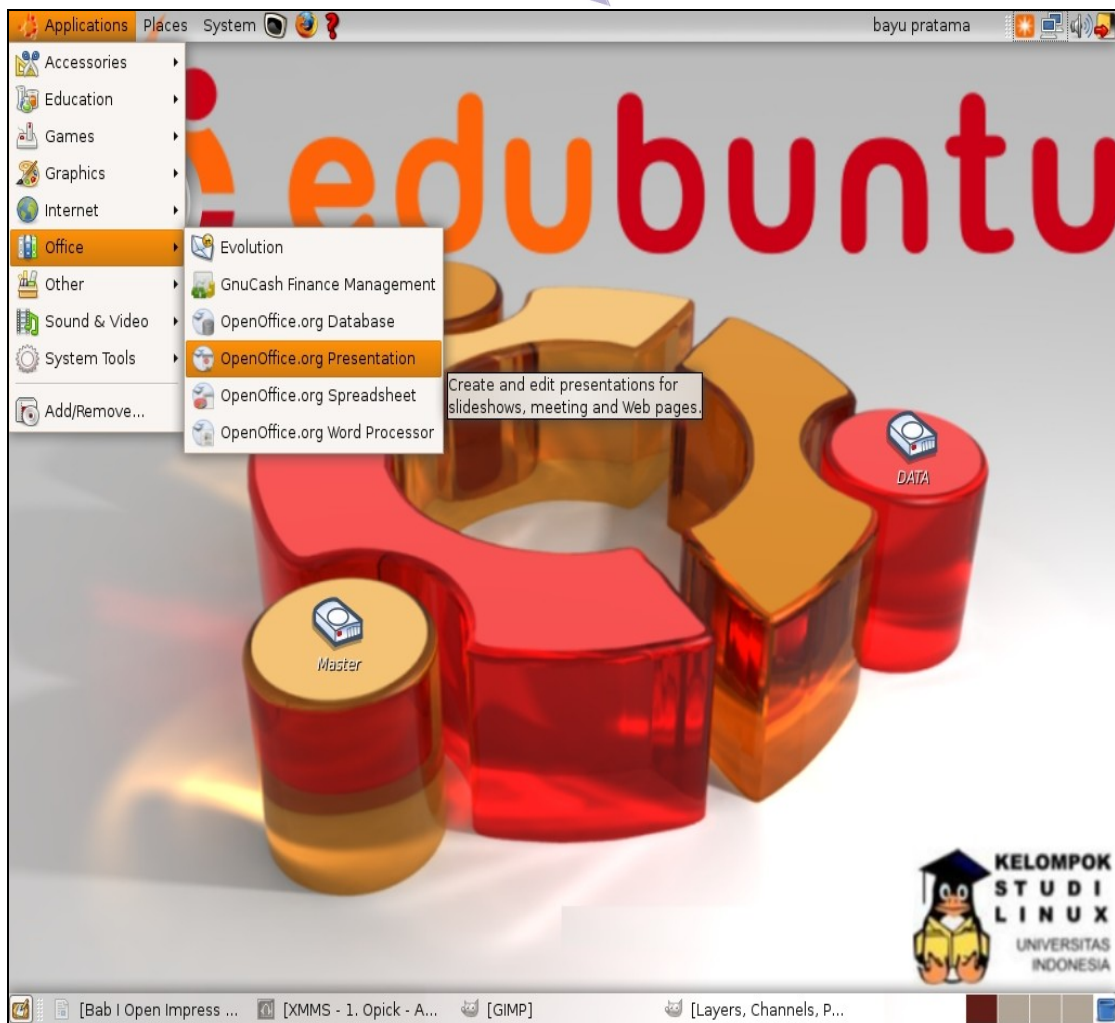 Applications Places System
bayu pratama
edubuntu
Accessories
Education
Games
Graphics
Internet
Office
Other
Sound & Video
System Tools
Add/Remove...
Evolution
GnuCash Finance Management
OpenOffice.org Database
OpenOffice.org Presentation
OpenOffice.org Spreadsheet
OpenOffice.org Word Processor
Create and edit presentations for
slideshows, meeting and Web pages.
DATA
Master
KELOMPOK
STUDI
LINUX
UNIVERSITAS
INDONESIA
[Bab I Open Impress ... [XMMS - 1. Opick - A... [GIMP] [Layers, Channels, P...